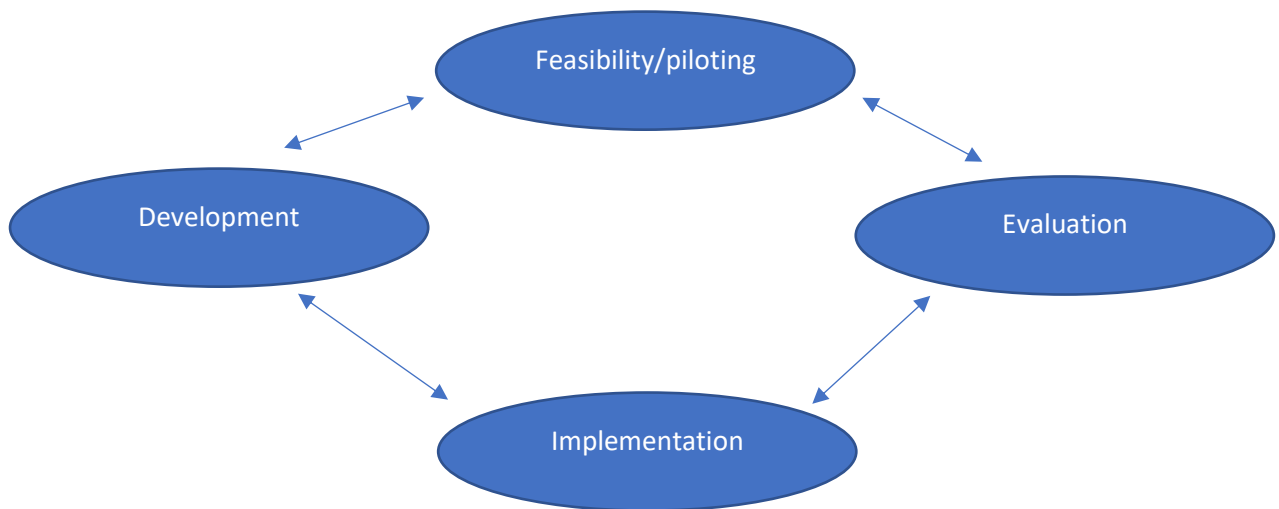 Feasibility/piloting
Development
Evaluation
Implementation